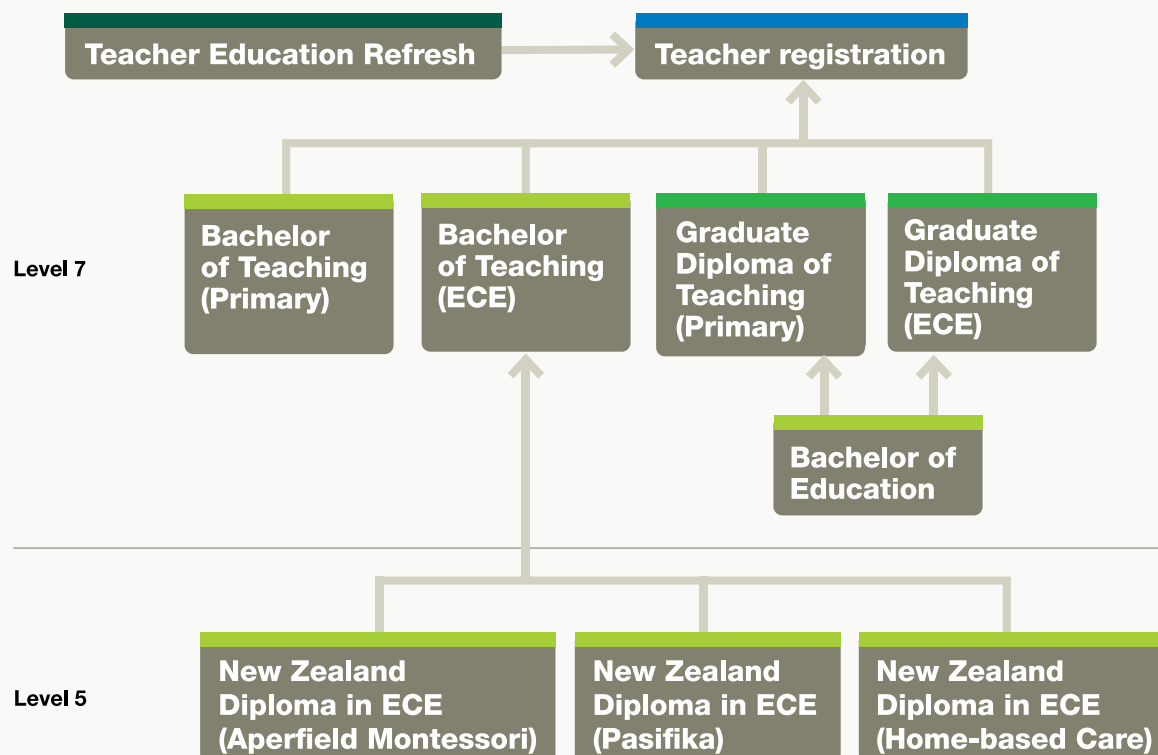 Teacher Education Refresh
Teacher registration
Level 7
Bachelor
of Teaching
(Primary)
Bachelor
of Teaching
(ECE)
Graduate
Diploma of
Teaching
(Primary)
Graduate
Diploma of
Teaching
(ECE)
Bachelor of
Education
Level 5
New Zealand
Diploma in ECE
(Aperfield Montessori)
New Zealand
Diploma in ECE
(Pasifika)
New Zealand
Diploma in ECE
(Home-based Care)